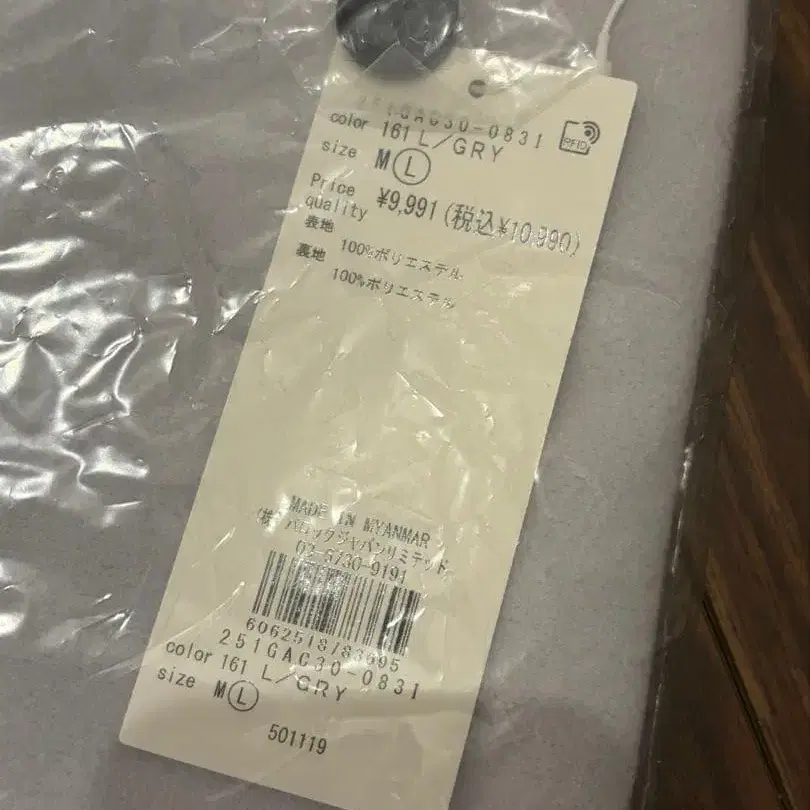 251GAC30-0831
RFID
color 161 L/GRY
size M Ⓛ
Price ¥9,991(税込¥10,990)
quality
表地 100%ポリエステル
裏地 100%ポリエステル
MADE IN MYANMAR
(株)バロックジャパンリミテッド
03-6730-9191
251GAC30-0831
color 161 L/GRY
size M Ⓛ
501119